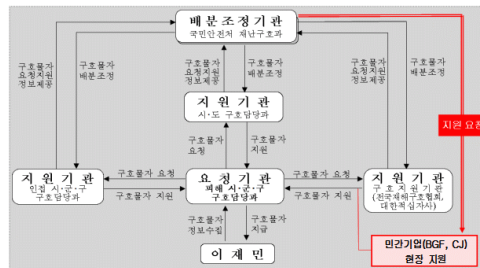 배분조정기관
국민안전처 재난구호과
구호물자
요청지원
정보제공
구호물자
배분조정
구호물자
요청지원
정보제공
구호물자
배분조정
구호물자
배분조정
구호물자
요청지원
정보제공
지원기관
시·도 구호담당과
지원 요청
구호물자
요청
구호물자
지원
지원기관
인접 시·군·구
구호담당과
구호물자 요청
구호물자 지원
요청기관
피해 시·군·구
구호담당과
구호물자 요청
구호물자 지원
지원기관
구호지원기관
(전국재해구호협회,
대한적십자사)
구호물자
정보수집
구호물자
지급
이재민
민간기업(BGF, CJ)
현장 지원